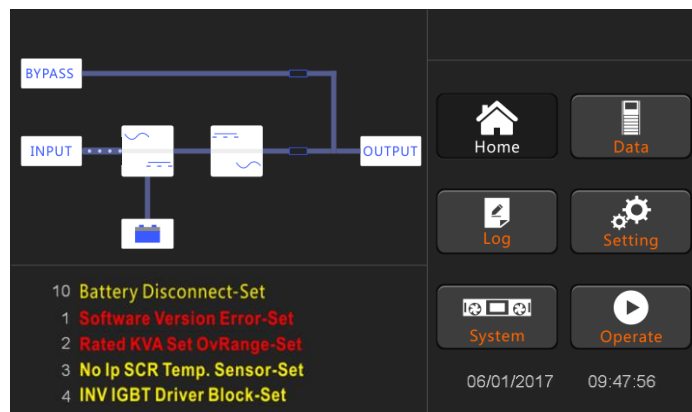 BYPASS
INPUT
OUTPUT
10 Battery Disconnect-Set
1 Software Version Error-Set
2 Rated KVA Set OvRange-Set
3 No Ip SCR Temp. Sensor-Set
4 INV IGBT Driver Block-Set
Home
Data
Log
Setting
System
Operate
06/01/2017 09:47:56